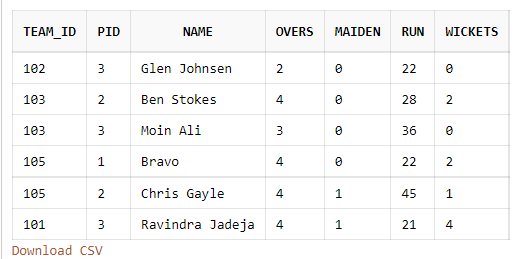 TEAM_ID PID NAME OVERS MAIDEN RUN WICKETS
102 3 Glen Johnsen 2 0 22 0
103 2 Ben Stokes 4 0 28 2
103 3 Moin Ali 3 0 36 0
105 1 Bravo 4 0 22 2
105 2 Chris Gayle 4 1 45 1
101 3 Ravindra Jadeja 4 1 21 4
Download CSV